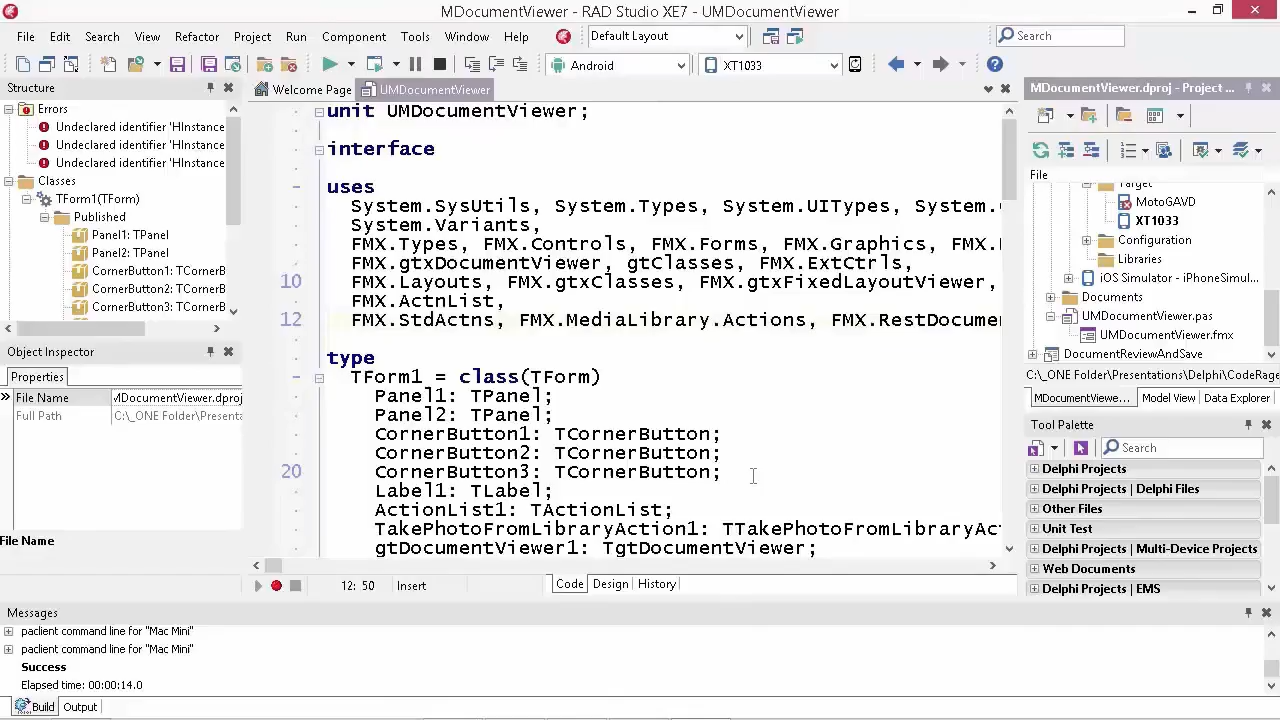 MDocumentViewer - RAD Studio XE7 - UMDocumentViewer
File Edit Search View Refactor Project Run Component Tools Window Help Default Layout Search
Android XT1033
Structure
Errors
Undeclared identifier 'HInstance
Undeclared identifier 'HInstance
Undeclared identifier 'HInstance
Classes
TForm1(TForm)
Published
Panel1: TPanel
Panel2: TPanel
CornerButton1: TCornerB
CornerButton2: TCornerB
CornerButton3: TCornerB
Object Inspector
Properties
File Name MDocumentViewer.dproj
Full Path C:\_ONE Folder\Presenta
File Name
Welcome Page UMDocumentViewer
unit UMDocumentViewer;
interface
uses
System.SysUtils, System.Types, System.UITypes, System.
System.Variants,
FMX.Types, FMX.Controls, FMX.Forms, FMX.Graphics, FMX.
FMX.gtxDocumentViewer, gtClasses, FMX.ExtCtrls,
10 FMX.Layouts, FMX.gtxClasses, FMX.gtxFixedLayoutViewer,
FMX.ActnList,
12 FMX.StdActns, FMX.MediaLibrary.Actions, FMX.RestDocume
type
TForm1 = class(TForm)
Panel1: TPanel;
Panel2: TPanel;
CornerButton1: TCornerButton;
CornerButton2: TCornerButton;
20 CornerButton3: TCornerButton;
Label1: TLabel;
ActionList1: TActionList;
TakePhotoFromLibraryAction1: TTakePhotoFromLibraryAc
gtDocumentViewer1: TgtDocumentViewer;
12: 50 Insert Code Design History
MDocumentViewer.dproj - Project ...
File
Target
MotoGAVD
XT1033
Configuration
Libraries
iOS Simulator - iPhoneSimul...
Documents
UMDocumentViewer.pas
UMDocumentViewer.fmx
DocumentReviewAndSave
C:\_ONE Folder\Presentations\Delphi\CodeRage
MDocumentViewe... Model View Data Explorer
Tool Palette
Search
Delphi Projects
Delphi Projects | Delphi Files
Other Files
Unit Test
Delphi Projects | Multi-Device Projects
Web Documents
Delphi Projects | EMS
Messages
paclient command line for "Mac Mini"
paclient command line for "Mac Mini"
Success
Elapsed time: 00:00:14.0
Build Output